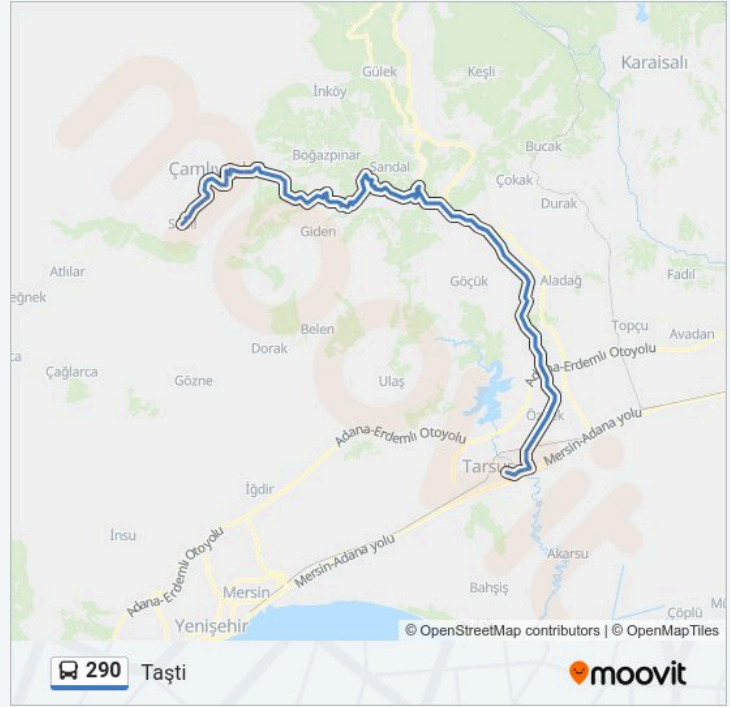 Gülek
Keşli
Karaisalı
İnköy
Bucak
Boğazpınar
Sandal
Çamlıy
Çokak
Durak
Giden
Atlılar
Göçük
Aladağ
Fadıl
eğnek
Belen
Topçu
Avadan
Dorak
Çağlarca
Gözne
Ulaş
Adana-Erdemli Otoyolu
Adana-Erdemli Otoyolu
Mersin-Adana yolu
Tarsus
İğdir
İnsu
Akarsu
Mersin-Adana yolu
Adana-Erdemli Otoyolu
Bahşiş
Mersin
Çöplü
Yenişehir
© OpenStreetMap contributors | © OpenMapTiles
290 Taşti
moovit